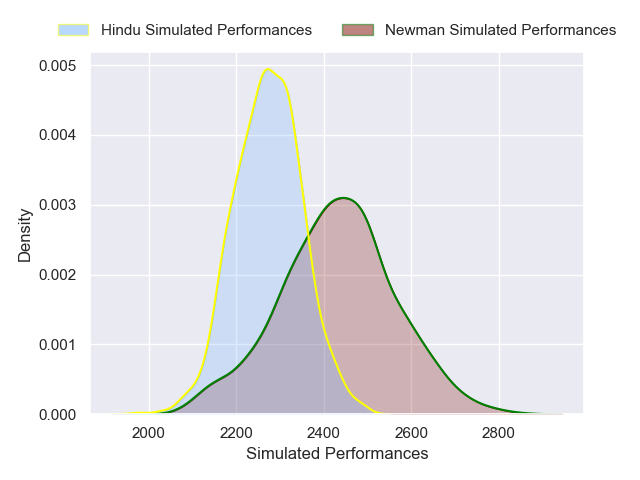 Hindu Simulated Performances
Newman Simulated Performances
0.005
0.004
0.003
0.002
0.001
0.000
Density
2000
2200
2400
2600
2800
Simulated Performances